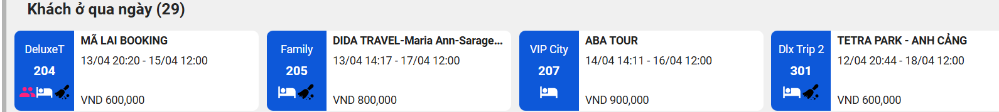 Khách ở qua ngày (29)
DeluxeT
204
MÃ LAI BOOKING
13/04 20:20 - 15/04 12:00
VND 600,000
Family
205
DIDA TRAVEL-Maria Ann-Sarage...
13/04 14:17 - 17/04 12:00
VND 800,000
VIP City
207
ABA TOUR
14/04 14:11 - 16/04 12:00
VND 900,000
Dlx Trip 2
301
TETRA PARK - ANH CẢNG
12/04 20:44 - 18/04 12:00
VND 600,000